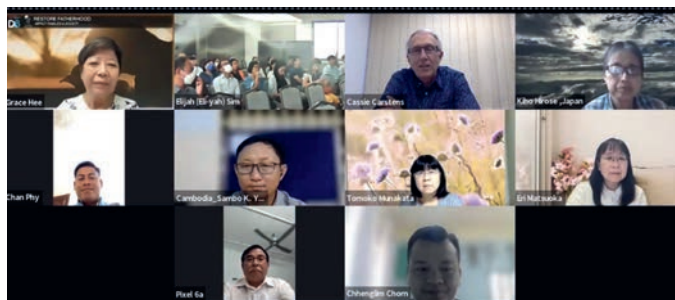 RESTORE FATHERHOOD
Grace Hee
Elijah (Eli-yah) Sim
Cassie Carstens
Kiho Hirose ,Japan
Chan Phy
Cambodia_Sambo K. Y...
Tomoko Munakata
Eri Matsuoka
Pixel 6a
Chhenglim Chorn